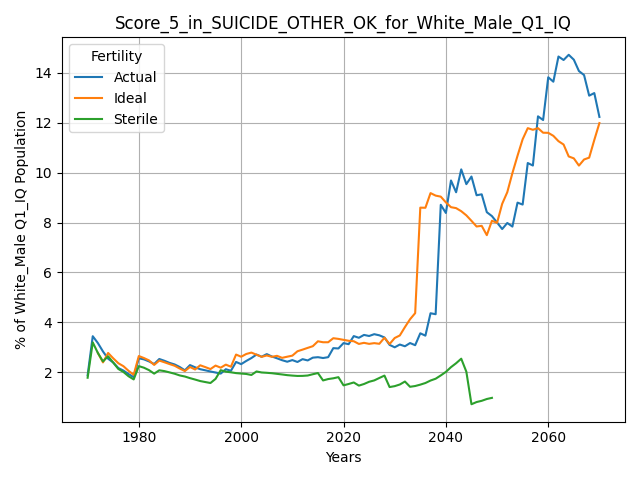 Score_5_in_SUICIDE_OTHER_OK_for_White_Male_Q1_IQ
Fertility
Actual
Ideal
Sterile
% of White_Male Q1_IQ Population
14
12
10
8
6
4
2
1980
2000
2020
2040
2060
Years